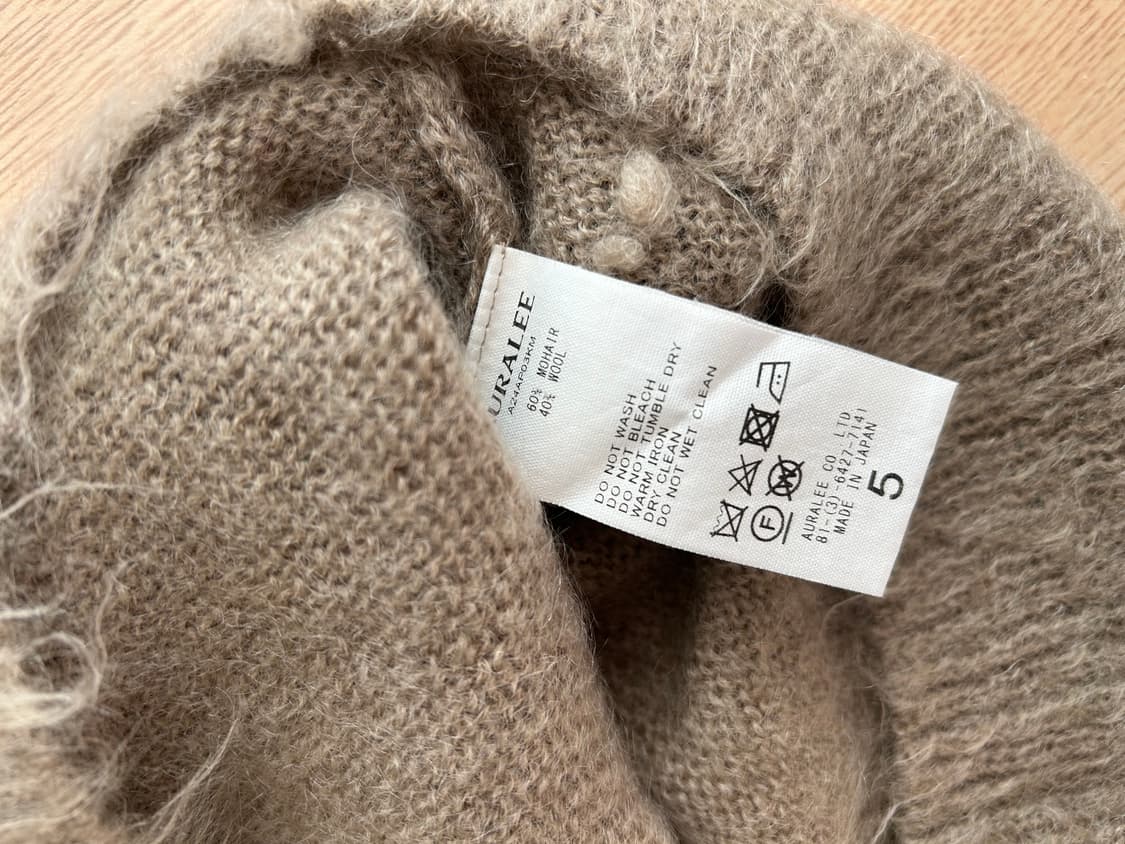 URALEE
A24AP03KM
60% MOHAIR
40% WOOL
DO NOT WASH
DO NOT BLEACH
DO NOT TUMBLE DRY
WARM IRON
DRY CLEAN
DO NOT WET CLEAN
F
W
AURALEE CO.,LTD
81-(3)-6427-7141
MADE IN JAPAN
5